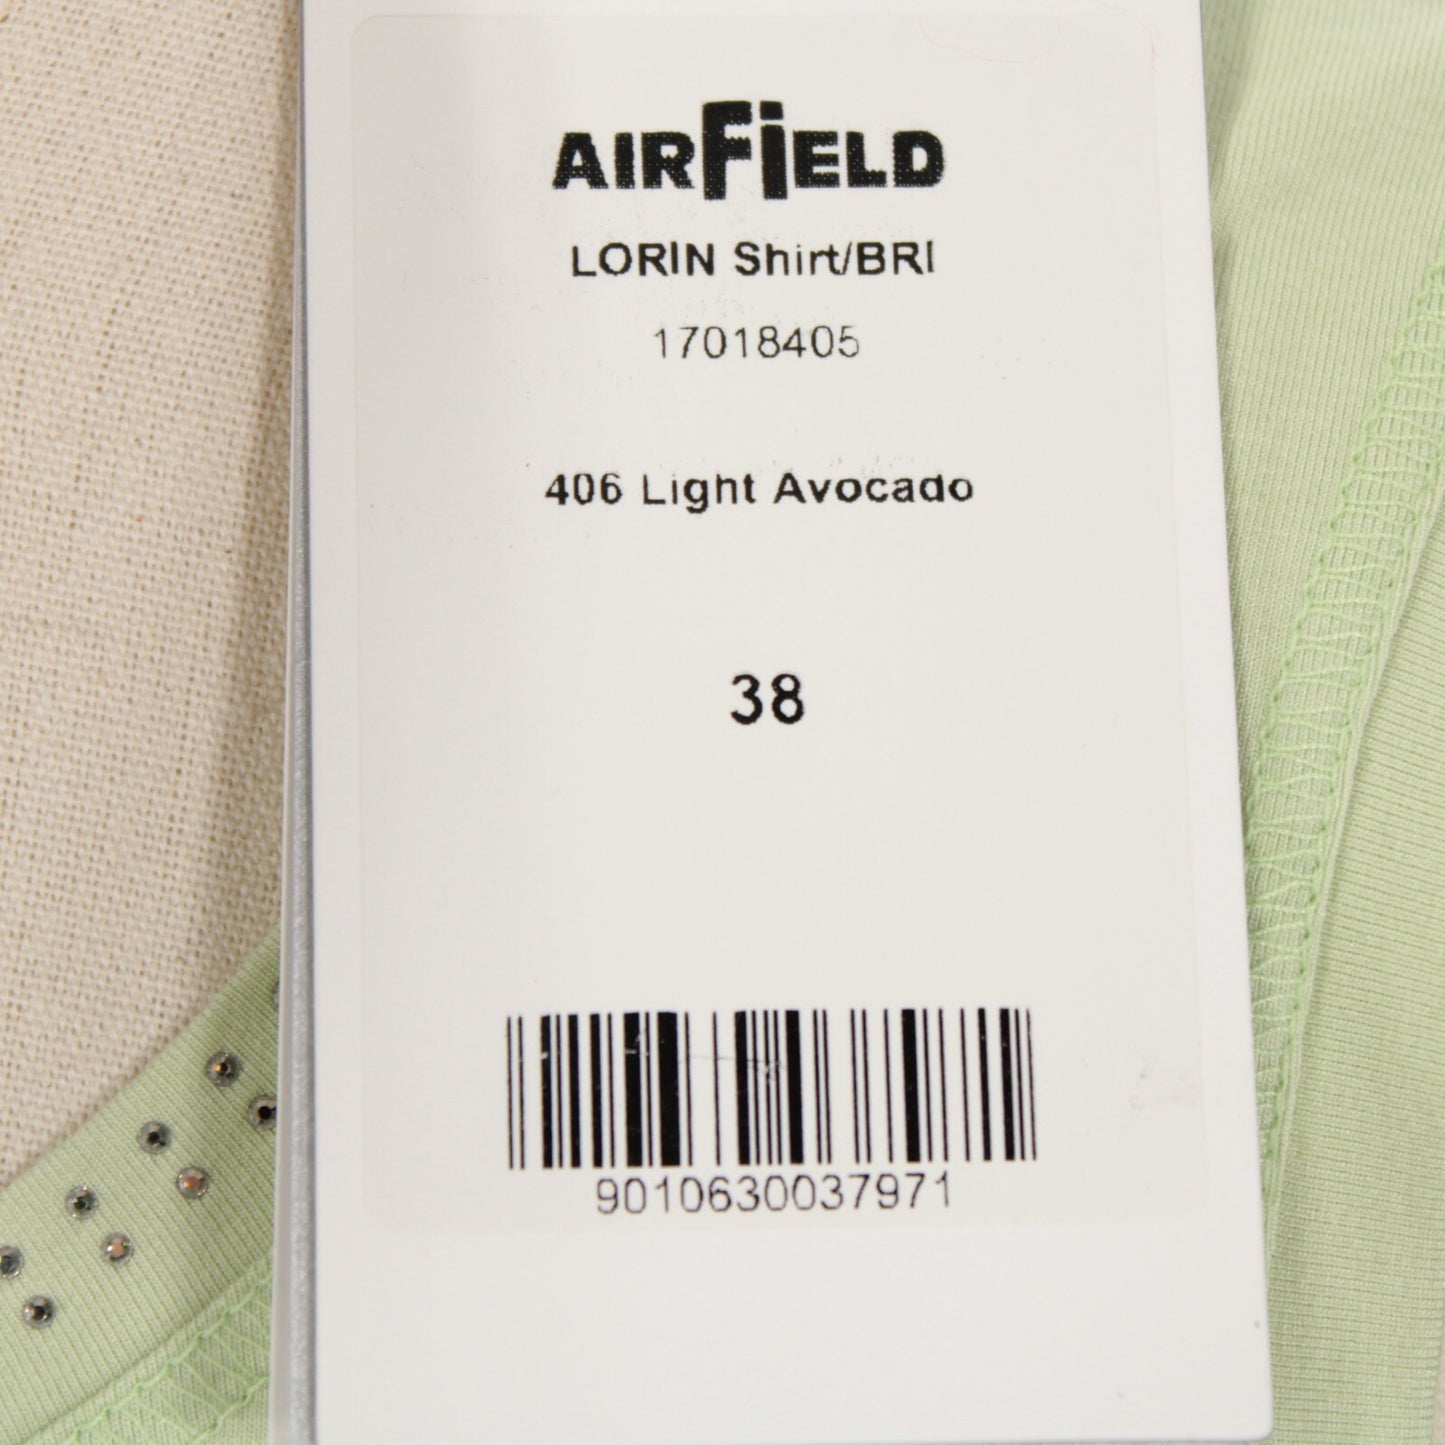 AIRFiELD
LORIN Shirt/BRI
17018405
406 Light Avocado
38
9010630037971